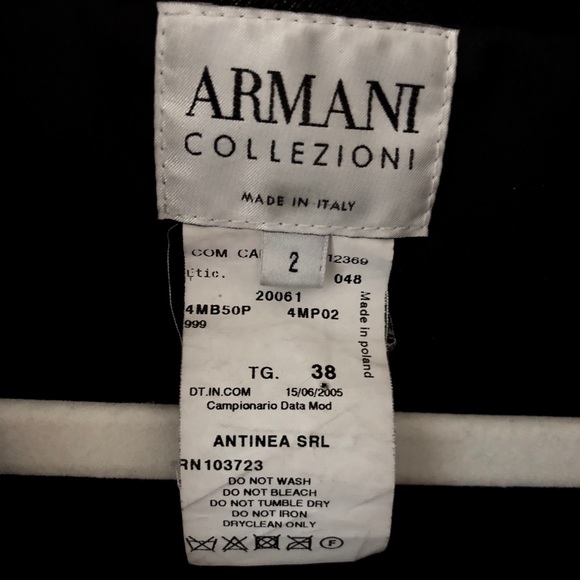 ARMANI
COLLEZIONI
MADE IN ITALY
2
COM CA 12369
tic. 048
20061
4MB50P 4MP02
999
Made in poland
TG. 38
DT.IN.COM 15/06/2005
Campionario Data Mod
ANTINEA SRL
RN103723
DO NOT WASH
DO NOT BLEACH
DO NOT TUMBLE DRY
DO NOT IRON
DRYCLEAN ONLY
F